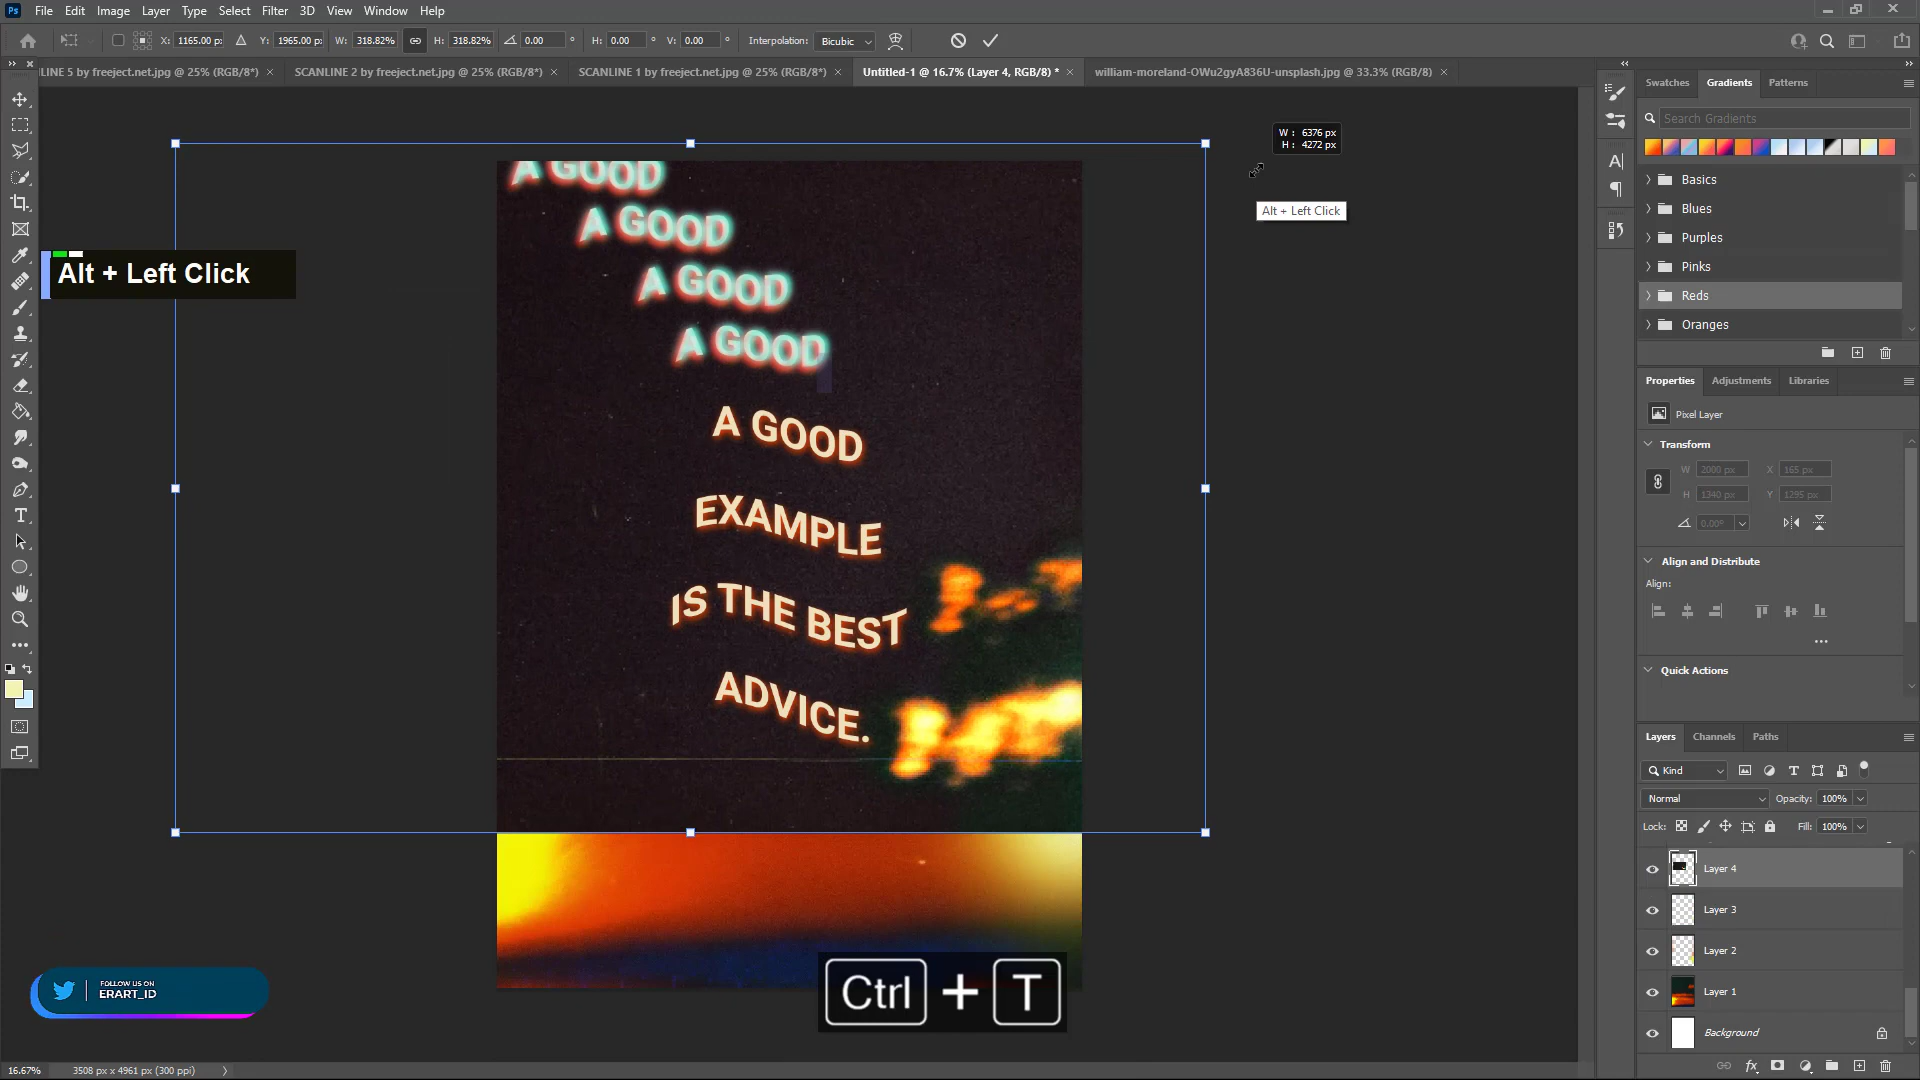 Ps File Edit Image Layer Type Select Filter 3D View Window Help
X: 1165.00 px Y: 1965.00 px W: 318.82% H: 318.82% 0.00 ° H: 0.00 ° V: 0.00 ° Interpolation: Bicubic
LINE 5 by freeject.net.jpg @ 25% (RGB/8*) × SCANLINE 2 by freeject.net.jpg @ 25% (RGB/8*) × SCANLINE 1 by freeject.net.jpg @ 25% (RGB/8*) × Untitled-1 @ 16.7% (Layer 4, RGB/8) * × william-moreland-OWu2gyA836U-unsplash.jpg @ 33.3% (RGB/8) ×
Swatches Gradients Patterns
Search Gradients
Basics
Blues
Purples
Pinks
Reds
Oranges
W : 6376 px
H : 4272 px
Alt + Left Click
Alt + Left Click
A GOOD
A GOOD
A GOOD
A GOOD
A GOOD
EXAMPLE
IS THE BEST
ADVICE.
Properties Adjustments Libraries
Pixel Layer
Transform
W 2000 px X 165 px
H 1340 px Y 1295 px
0.00°
Align and Distribute
Align:
Quick Actions
Layers Channels Paths
Kind
Normal Opacity: 100%
Lock: Fill: 100%
Layer 4
Layer 3
Layer 2
Layer 1
Background
fx
FOLLOW US ON
ERART_ID
Ctrl + T
16.67% 3508 px x 4961 px (300 ppi)